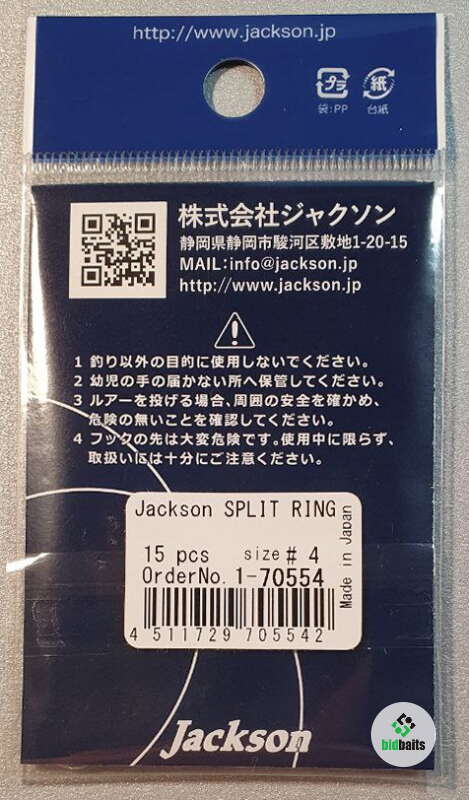 http://www.jackson.jp
プラ 紙
袋:PP 台紙
株式会社ジャクソン
静岡県静岡市駿河区敷地1-20-15
MAIL:info@jackson.jp
http://www.jackson.jp
1 釣り以外の目的に使用しないでください。
2 幼児の手の届かない所へ保管してください。
3 ルアーを投げる場合、周囲の安全を確かめ、
危険の無いことを確認してください。
4 フックの先は大変危険です。使用中に限らず、
取扱いには十分にご注意ください。
Jackson SPLIT RING
15 pcs size #4
OrderNo. 1-70554
Made in Japan
4 511729 705542
Jackson
bidbaits